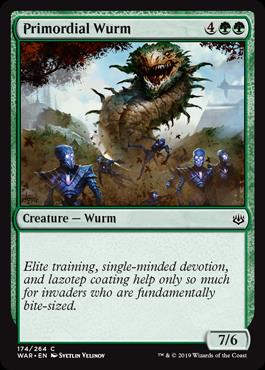 Primordial Wurm 4
Creature — Wurm
Elite training, single-minded devotion,
and lazotep coating help only so much
for invaders who are fundamentally
bite-sized.
7/6
174/264 C
WAR • EN SVETLIN VELINOV
™ & © 2019 Wizards of the Coast